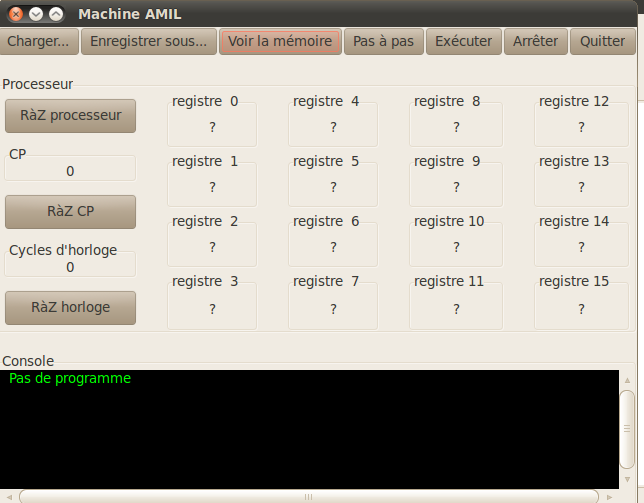 Machine AMIL
Charger... Enregistrer sous... Voir la mémoire Pas à pas Exécuter Arrêter Quitter
Processeur
RàZ processeur registre 0 registre 4 registre 8 registre 12
? ? ? ?
CP registre 1 registre 5 registre 9 registre 13
0 ? ? ? ?
RàZ CP registre 2 registre 6 registre 10 registre 14
Cycles d'horloge ? ? ? ?
0
RàZ horloge registre 3 registre 7 registre 11 registre 15
? ? ? ?
Console
Pas de programme